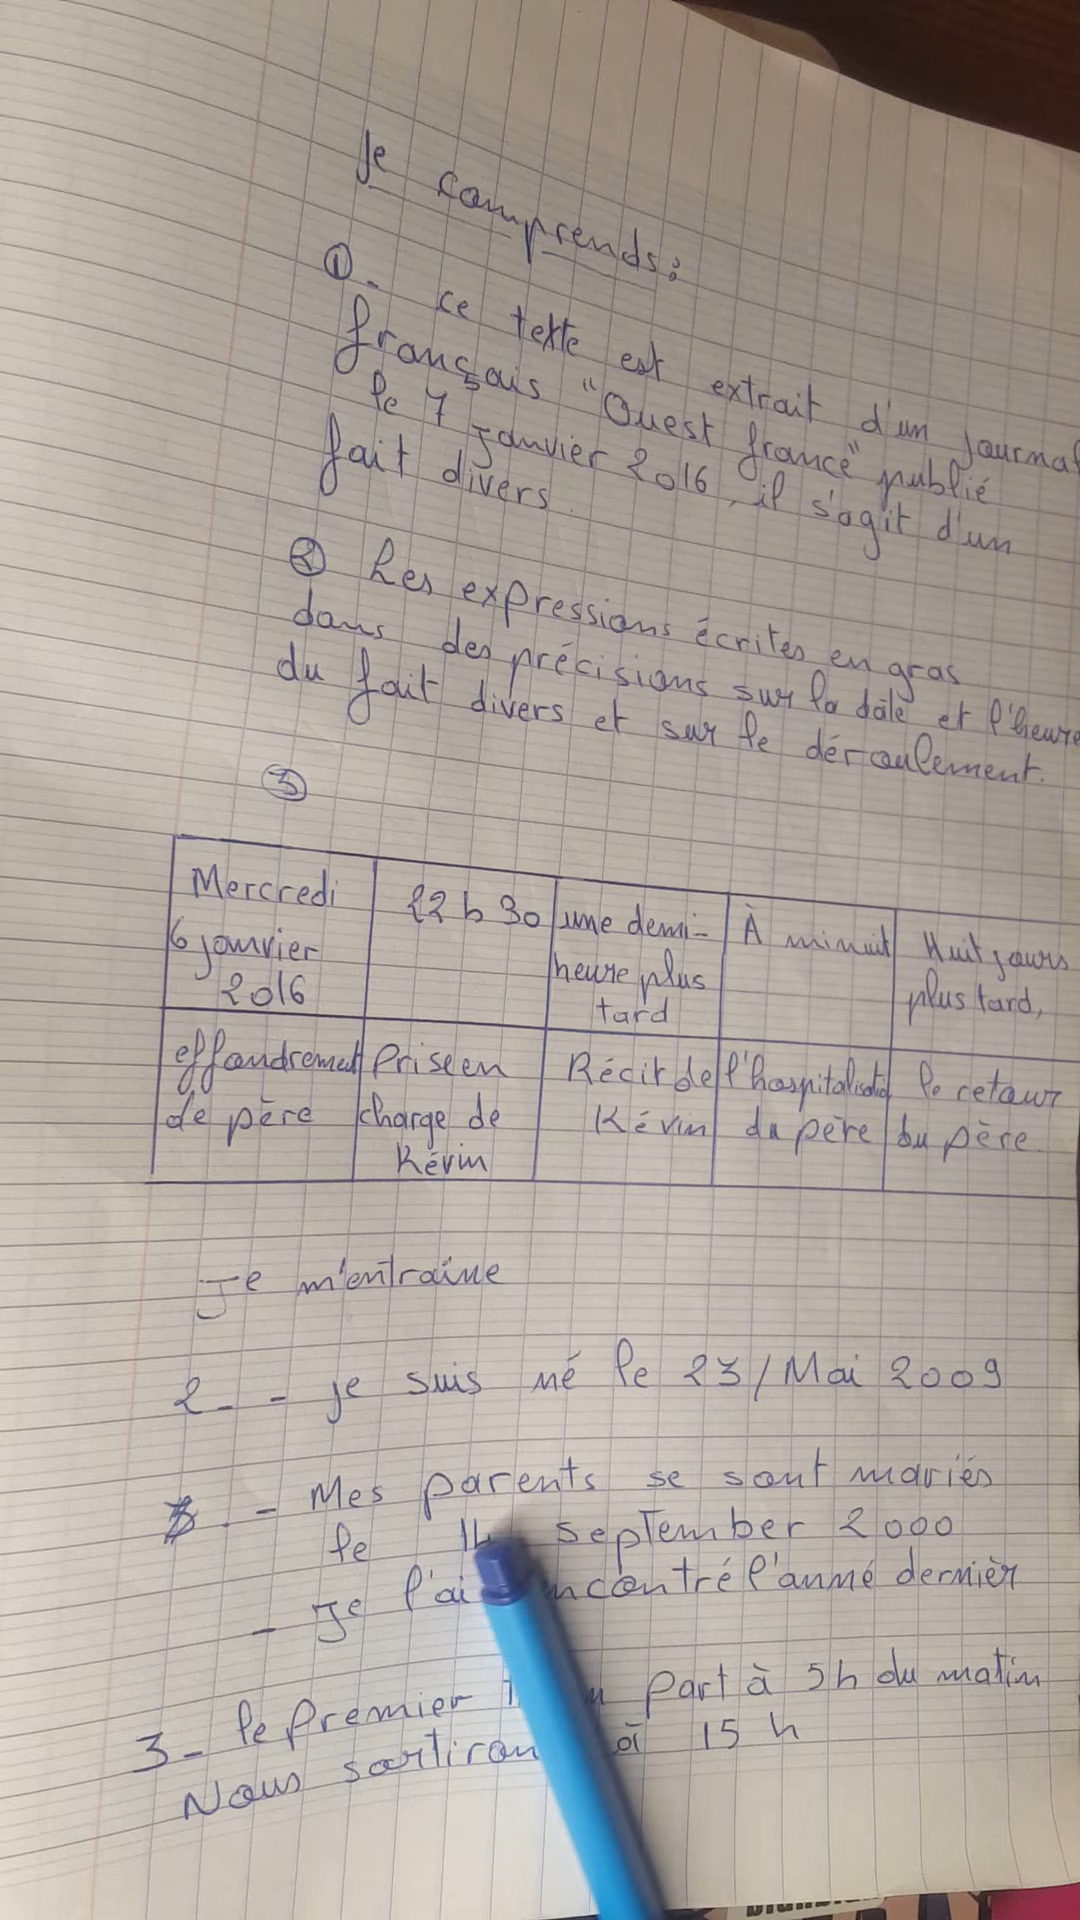 Je comprends:
①- ce texte est extrait d'un journal
français "Ouest france" publié
le 7 janvier 2016, il s'agit d'un
fait divers.
② Les expressions écrites en gras
dans des précisions sur la date et l'heure
du fait divers et sur le déroulement.
③
Mercredi 6 janvier 2016 | 22 h 30 | une demi-heure plus tard | À minuit | Huit jours plus tard,
effondrement de père | Prise en charge de Kévin | Récit de Kévin | l'hospitalisation du père | le retour du père
Je m'entraine
2- - je suis né le 23/Mai 2009
- Mes parents se sont mariés
le 14 september 2000
- Je l'ai l'anné dernièr
3- le premier part à 5h du matin
Nous à 15 h